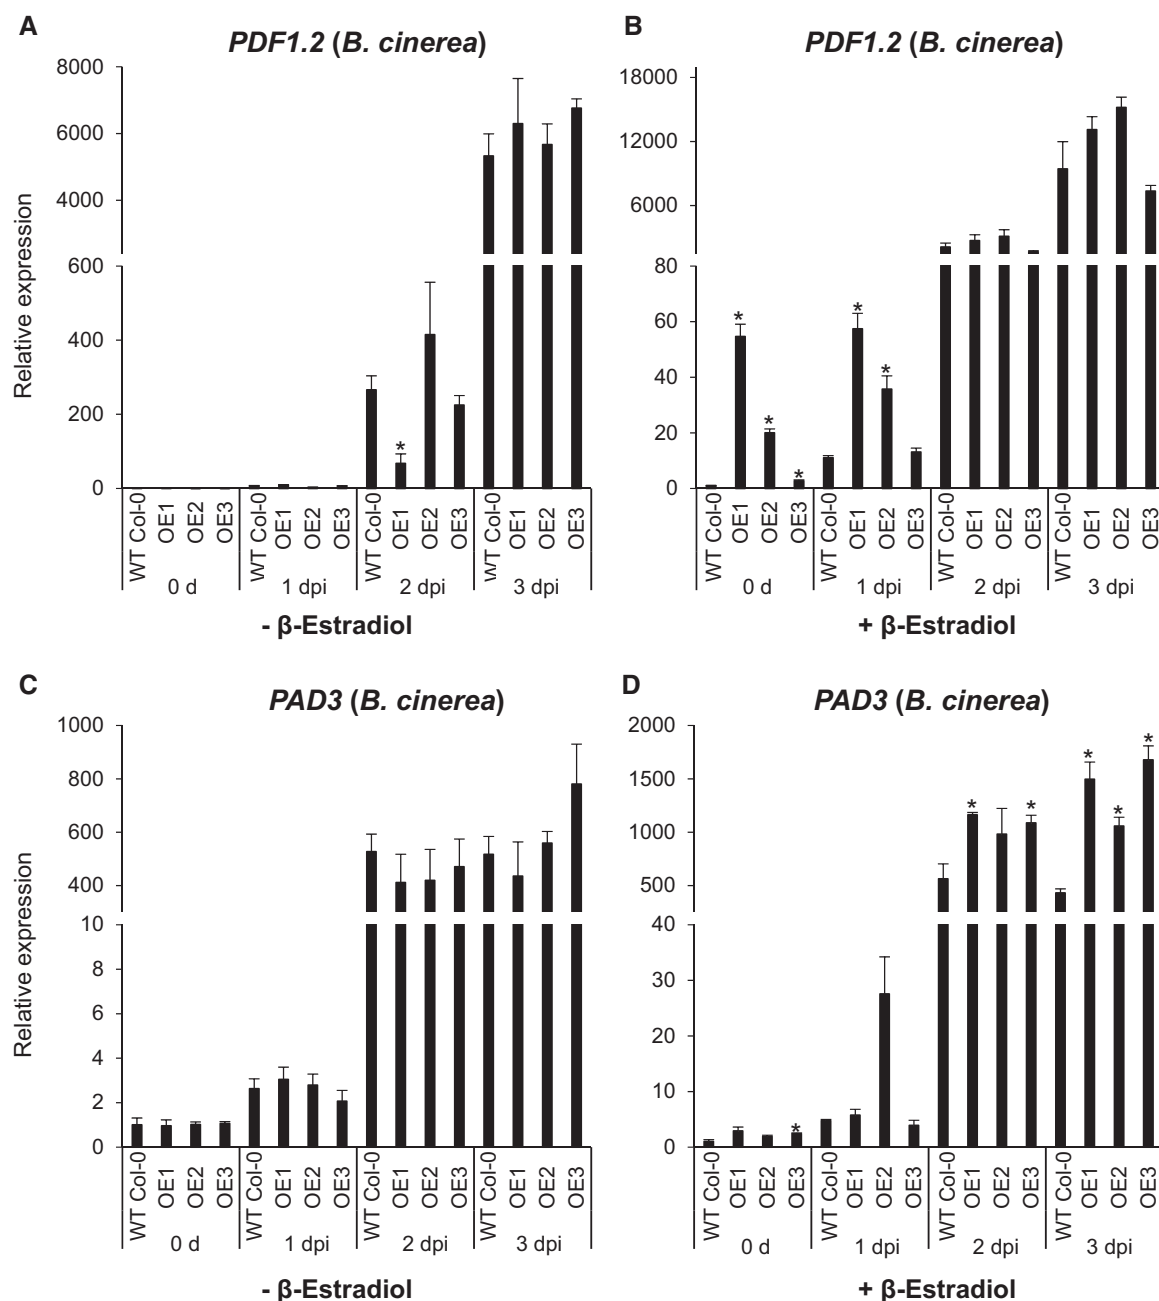 A
PDF1.2 (B. cinerea)
Relative expression
8000
6000
4000
600
400
200
0
WT Col-0 OE1 OE2 OE3 WT Col-0 OE1 OE2 OE3 WT Col-0 OE1 OE2 OE3 WT Col-0 OE1 OE2 OE3
0 d 1 dpi 2 dpi 3 dpi
*
- β-Estradiol
B
PDF1.2 (B. cinerea)
18000
12000
6000
80
60
40
20
0
* * * * *
WT Col-0 OE1 OE2 OE3 WT Col-0 OE1 OE2 OE3 WT Col-0 OE1 OE2 OE3 WT Col-0 OE1 OE2 OE3
0 d 1 dpi 2 dpi 3 dpi
+ β-Estradiol
C
PAD3 (B. cinerea)
Relative expression
1000
800
600
400
10
8
6
4
2
0
WT Col-0 OE1 OE2 OE3 WT Col-0 OE1 OE2 OE3 WT Col-0 OE1 OE2 OE3 WT Col-0 OE1 OE2 OE3
0 d 1 dpi 2 dpi 3 dpi
- β-Estradiol
D
PAD3 (B. cinerea)
2000
1500
1000
500
40
30
20
10
0
* * * * * *
WT Col-0 OE1 OE2 OE3 WT Col-0 OE1 OE2 OE3 WT Col-0 OE1 OE2 OE3 WT Col-0 OE1 OE2 OE3
0 d 1 dpi 2 dpi 3 dpi
+ β-Estradiol